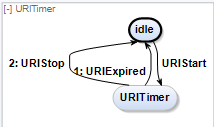 [-] URITimer
idle
2: URIStop
1: URIExpired
URIStart
URITimer